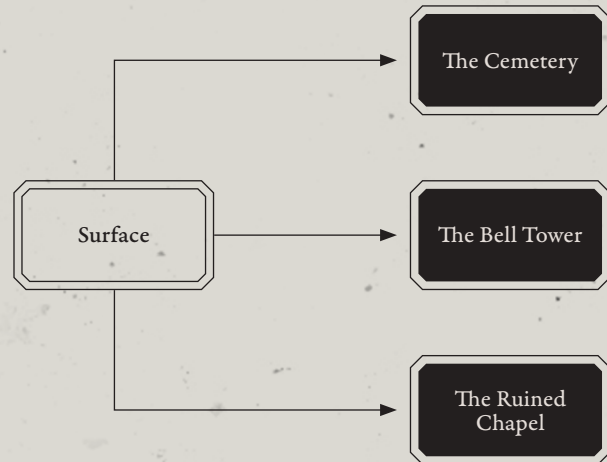 The Cemetery
Surface
The Bell Tower
The Ruined
Chapel